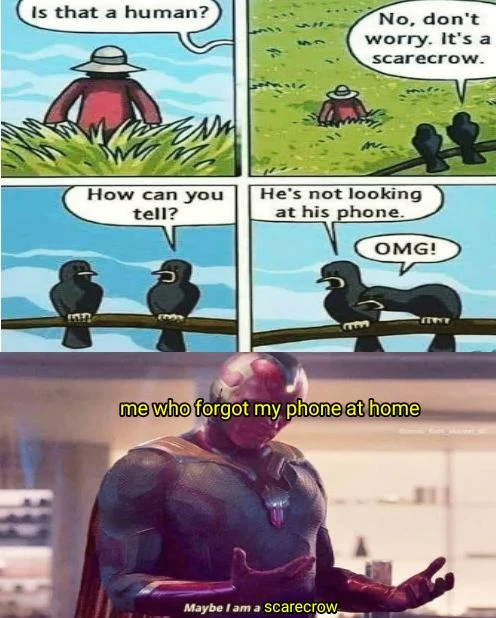 Is that a human?
No, don't
worry. It's a
scarecrow.
How can you
tell?
He's not looking
at his phone.
OMG!
me who forgot my phone at home
Maybe I am a scarecrow